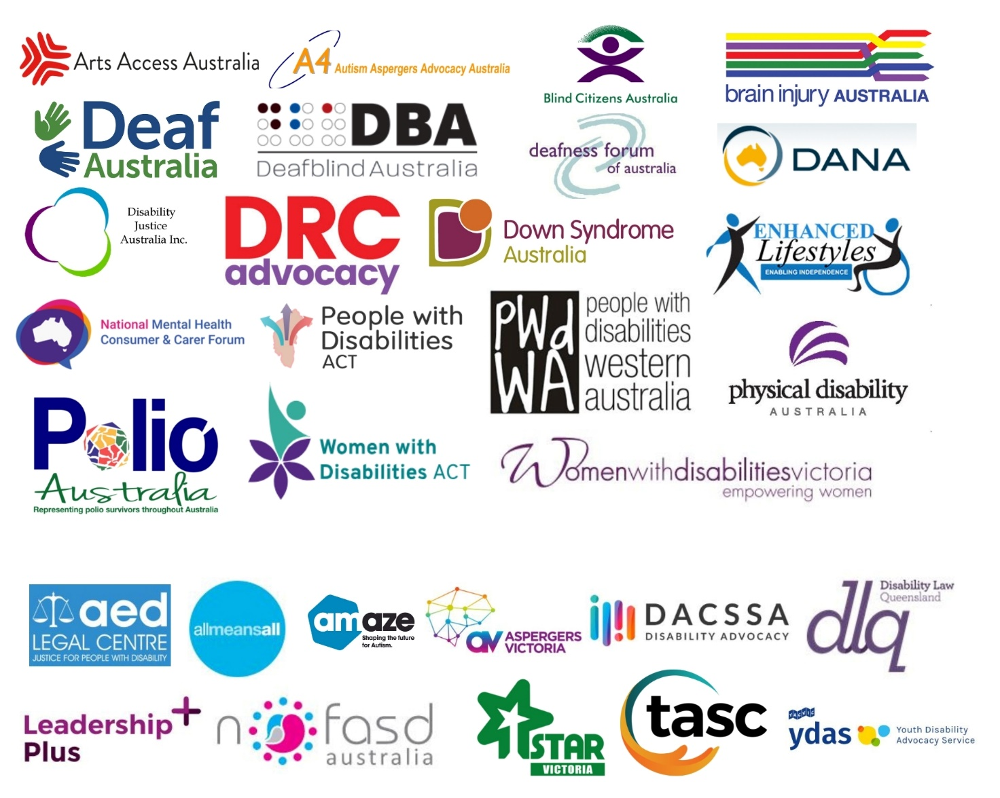 Arts Access Australia
A4 Autism Aspergers Advocacy Australia
Blind Citizens Australia
brain injury AUSTRALIA
Deaf
Australia
DBA
Deafblind Australia
deafness forum
of australia
DANA
Disability
Justice
Australia Inc.
DRC
advocacy
Down Syndrome
Australia
ENHANCED
Lifestyles
ENABLING INDEPENDENCE
National Mental Health
Consumer & Carer Forum
People with
Disabilities
ACT
PWd
WA
people with
disabilities
western
australia
physical disability
AUSTRALIA
Polio
Australia
Representing polio survivors throughout Australia
Women with
Disabilities ACT
Womenwithdisabilitiesvictoria
empowering women
aed
LEGAL CENTRE
JUSTICE FOR PEOPLE WITH DISABILITY
allmeansall
amaze
Shaping the future
for Autism.
av ASPERGERS
VICTORIA
DACSSA
DISABILITY ADVOCACY
dlq
Disability Law
Queensland
Leadership+
Plus
nofasd
australia
STAR
VICTORIA
tasc
ydas
Youth Disability
Advocacy Service